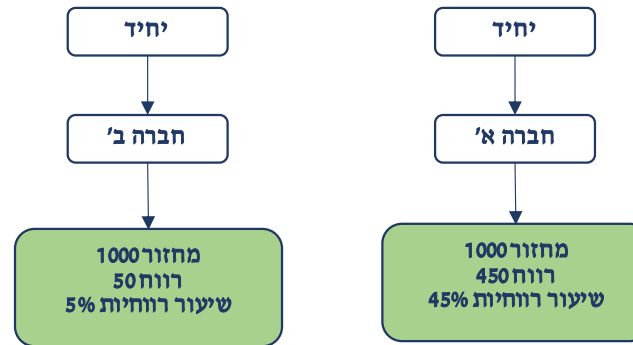 יחיד
חברה א'
מחזור 1000
רווח 450
שיעור רווחיות 45%
יחיד
חברה ב'
מחזור 1000
רווח 50
שיעור רווחיות 5%